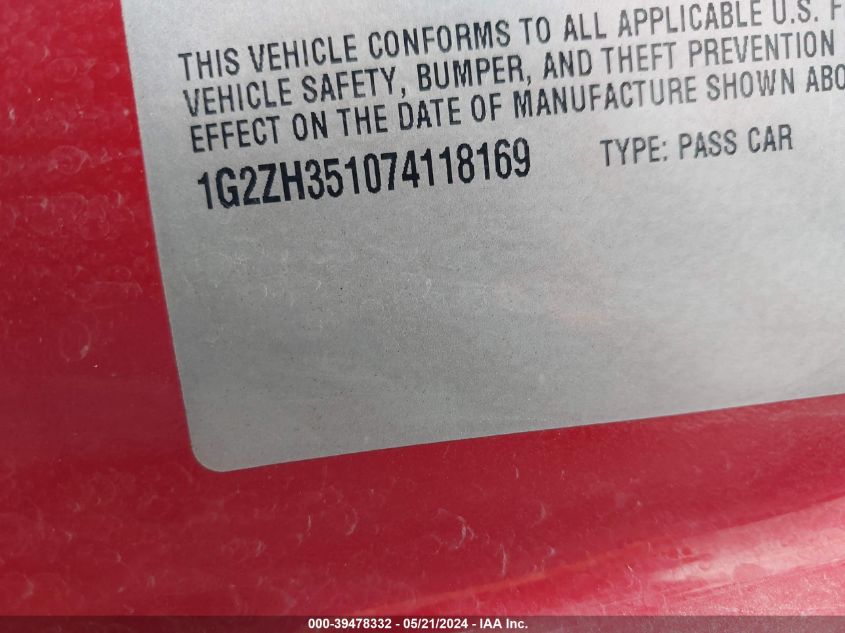 THIS VEHICLE CONFORMS TO ALL APPLICABLE U.S. F
VEHICLE SAFETY, BUMPER, AND THEFT PREVENTION
EFFECT ON THE DATE OF MANUFACTURE SHOWN ABO
1G2ZH351074118169 TYPE: PASS CAR
000-39478332 - 05/21/2024 - IAA Inc.